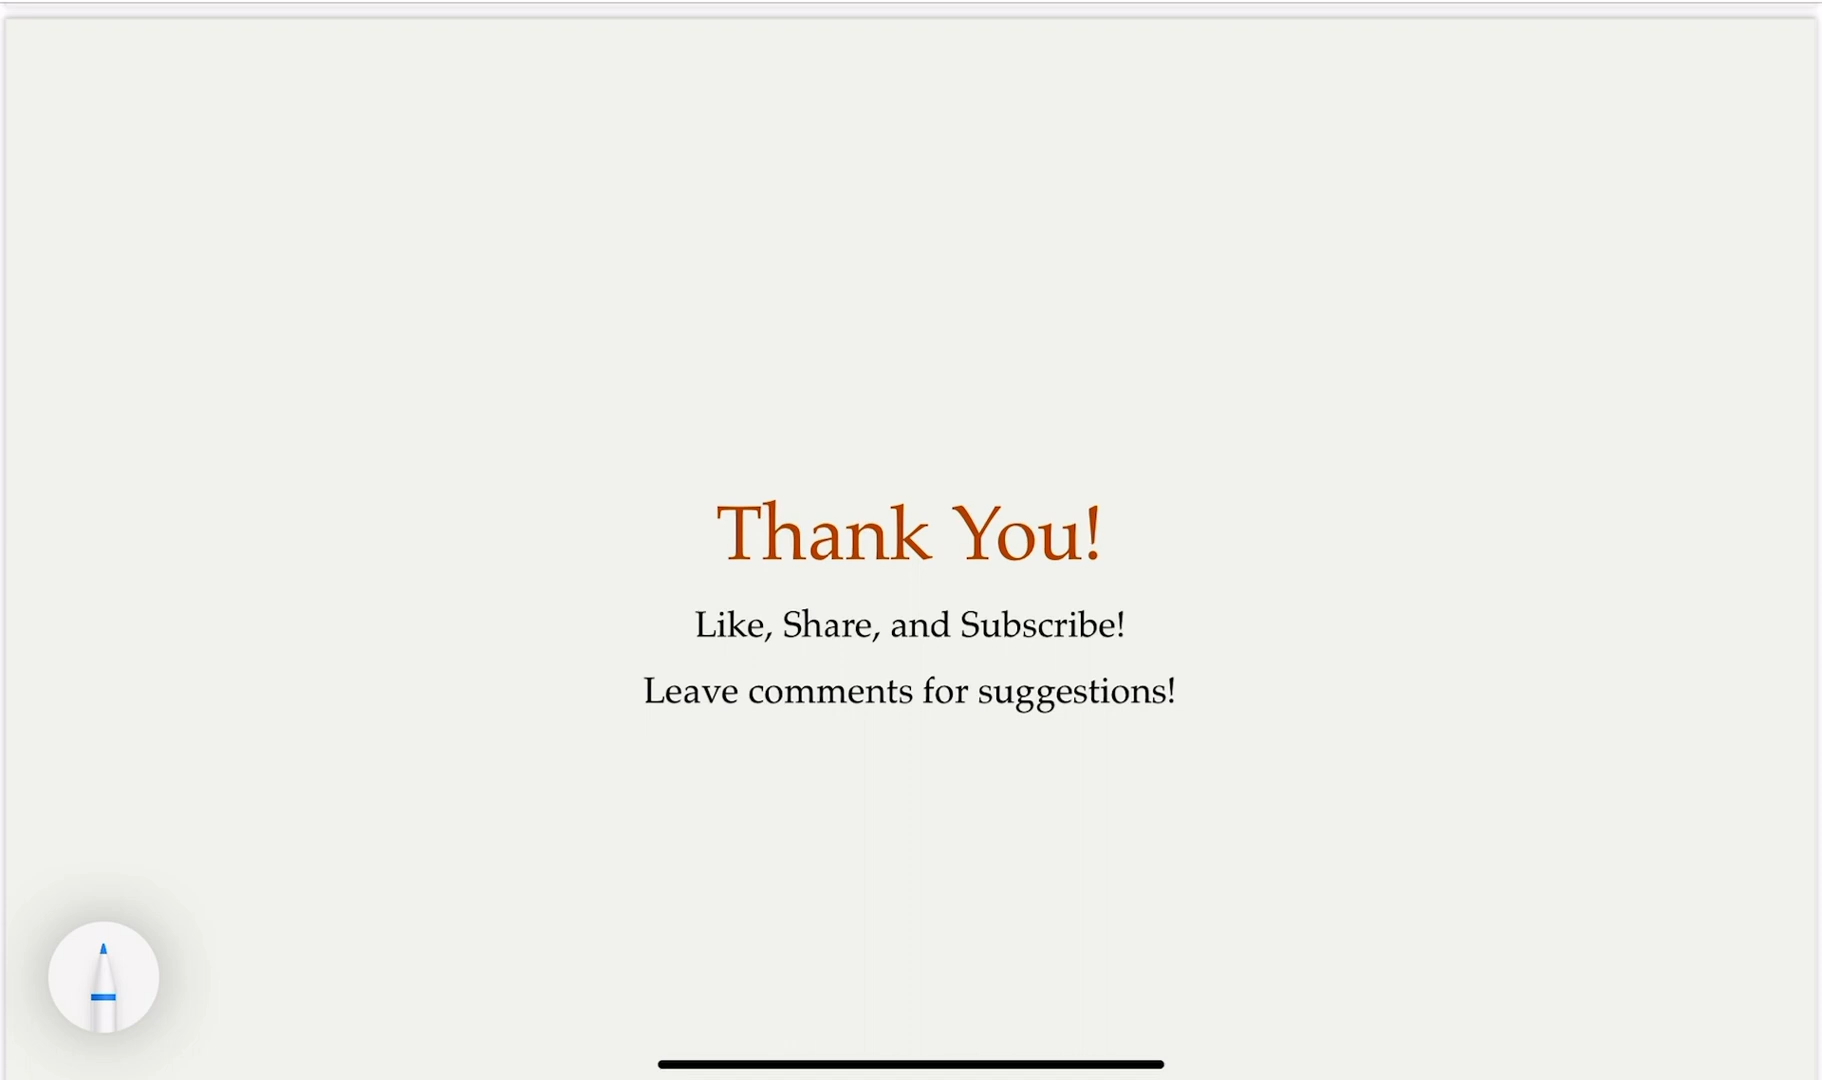 Thank You!
Like, Share, and Subscribe!
Leave comments for suggestions!